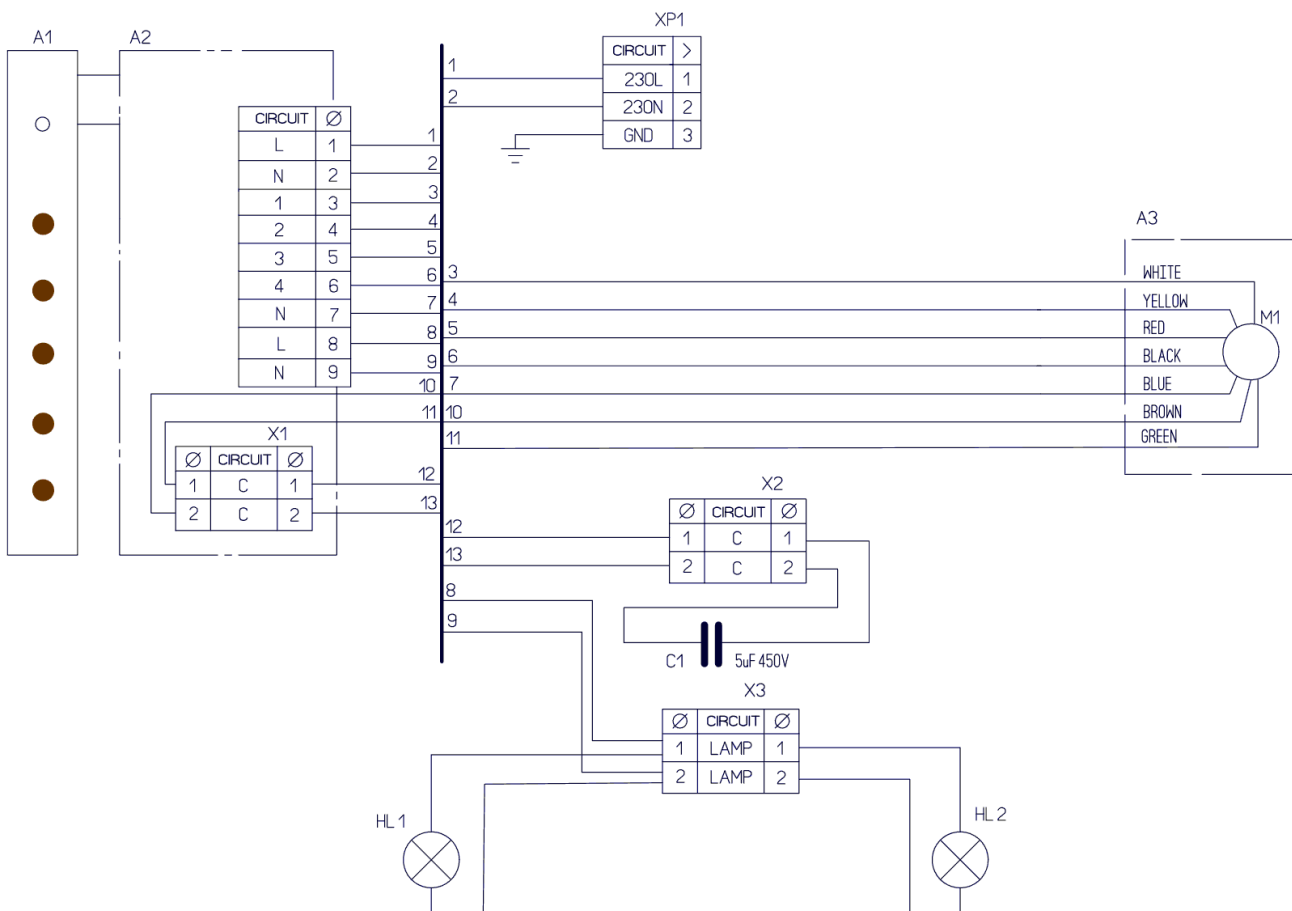 XP1
CIRCUIT >
230L 1
230N 2
GND 3
1
2
A1
A2
CIRCUIT Ø
L 1
N 2
1 3
2 4
3 5
4 6
N 7
L 8
N 9
1
2
3
4
5
6
7
8
9
10
11
12
13
3
4
5
6
7
10
11
12
13
8
9
A3
WHITE
YELLOW
RED
BLACK
BLUE
BROWN
GREEN
M1
X1
Ø CIRCUIT Ø
1 C 1
2 C 2
X2
Ø CIRCUIT Ø
1 C 1
2 C 2
C1
5uF 450V
X3
Ø CIRCUIT Ø
1 LAMP 1
2 LAMP 2
HL1
HL2